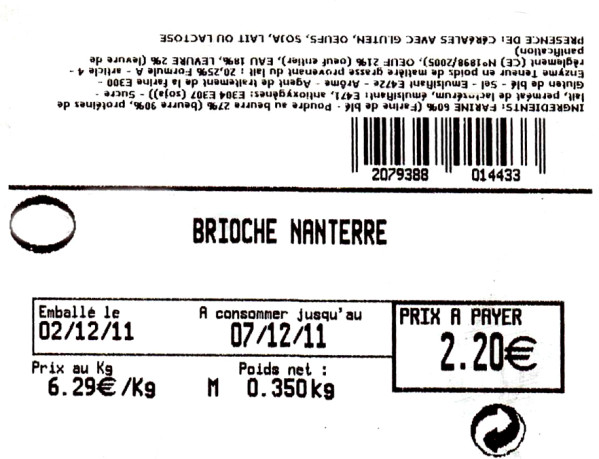 INGREDIENTS: FARINE 60% (Farine de blé - Poudre au beurre 27% (beurre 90%, protéines de
lait, perméat de lactosérum, émulsifiant: E471, antioxygènes: E304 E307 (soja)) - Sucre -
Gluten de blé - Sel - Emulsifiant E472e - Arôme - Agent de traitement de la farine E300 -
Enzyme Teneur en poids de matière grasse provenant du lait : 20,25% Formule A - article 4 -
règlement (CE) N°1898/2005), OEUF 21% (oeuf entier), EAU 18%, LEVURE 2% (levure de
panification)
PRESENCE DE: CÉRÉALES AVEC GLUTEN, OEUFS, SOJA, LAIT OU LACTOSE
2079388 014433
BRIOCHE NANTERRE
Emballé le
02/12/11
A consommer jusqu'au
07/12/11
PRIX A PAYER
2.20€
Prix au Kg
6.29€/Kg
Poids net :
M 0.350kg